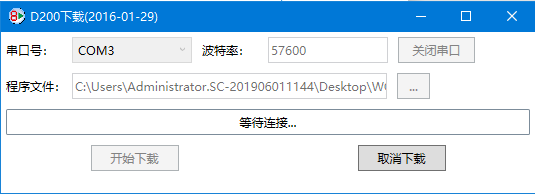 D200下载(2016-01-29)
串口号: COM3 波特率: 57600 关闭串口
程序文件: C:\Users\Administrator.SC-201906011144\Desktop\W ...
等待连接...
开始下载 取消下载